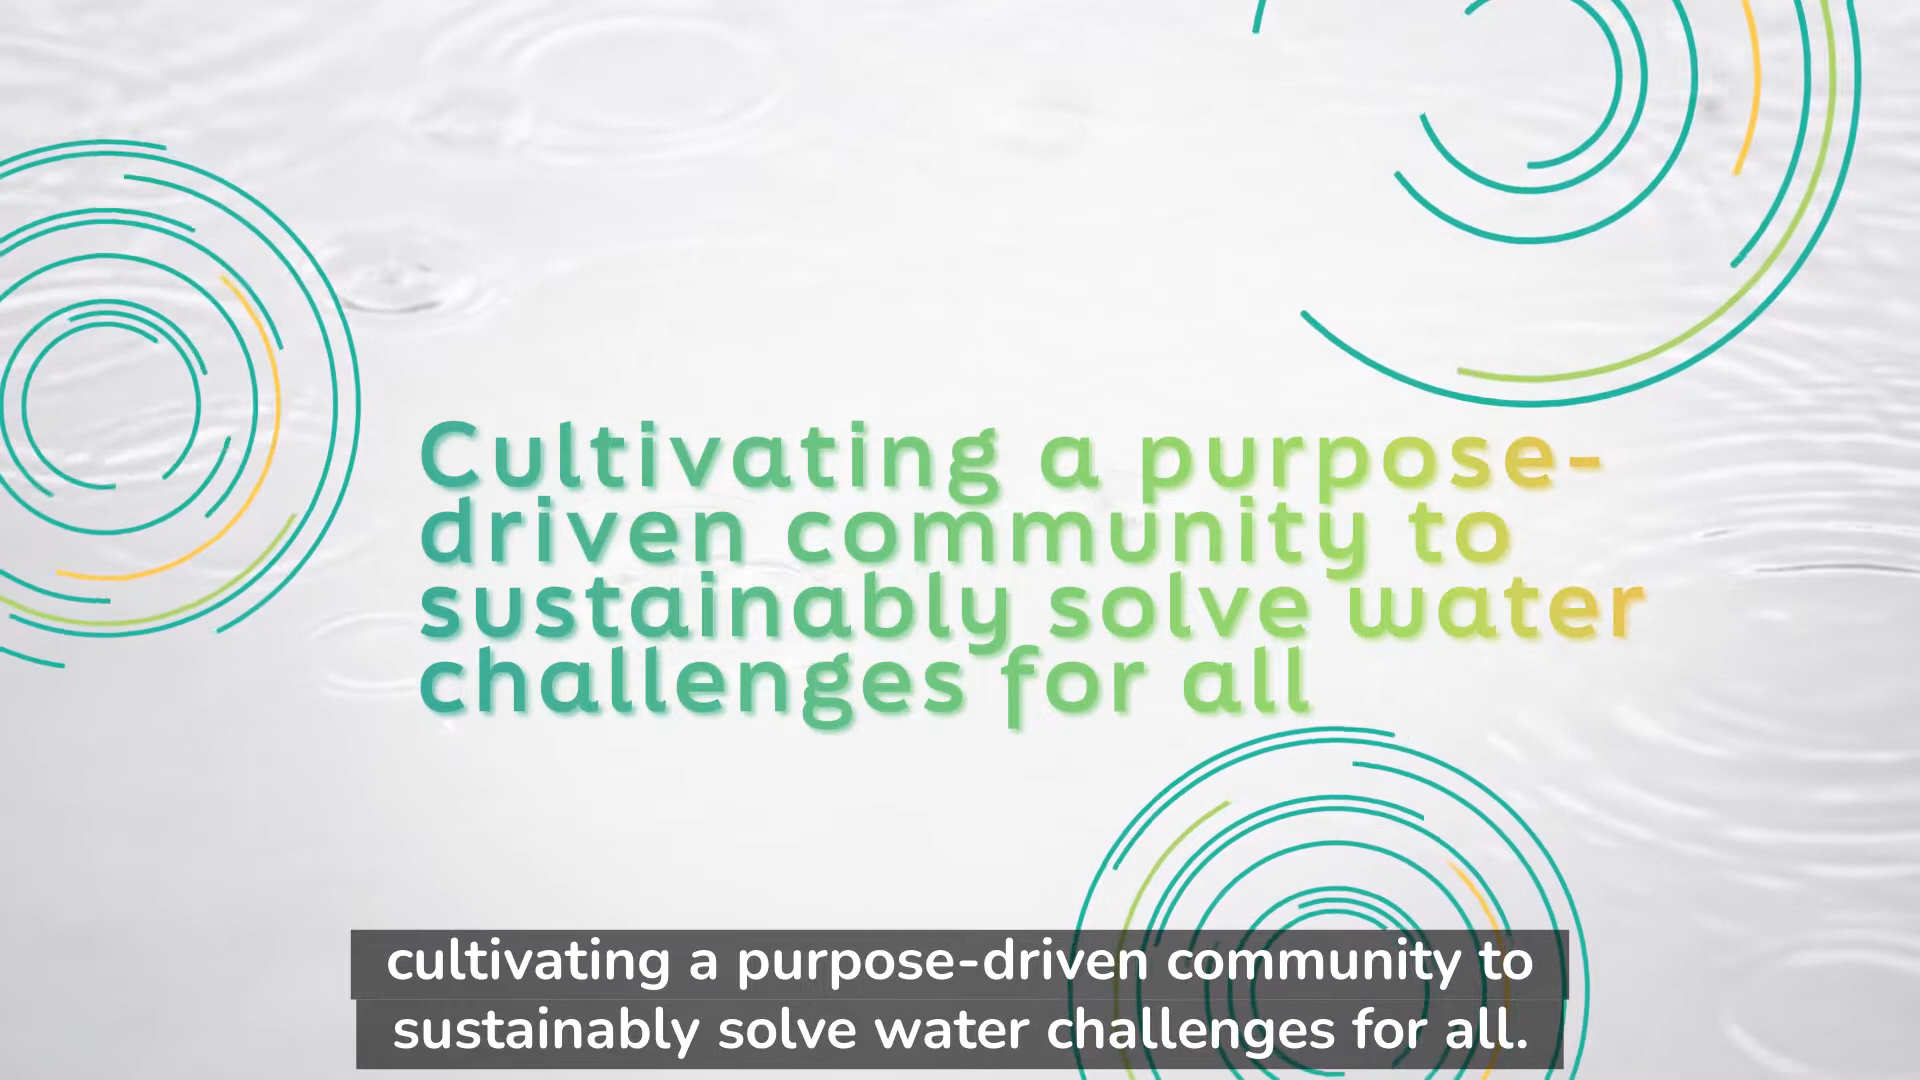 Cultivating a purpose-
driven community to
sustainably solve water
challenges for all
cultivating a purpose-driven community to
sustainably solve water challenges for all.